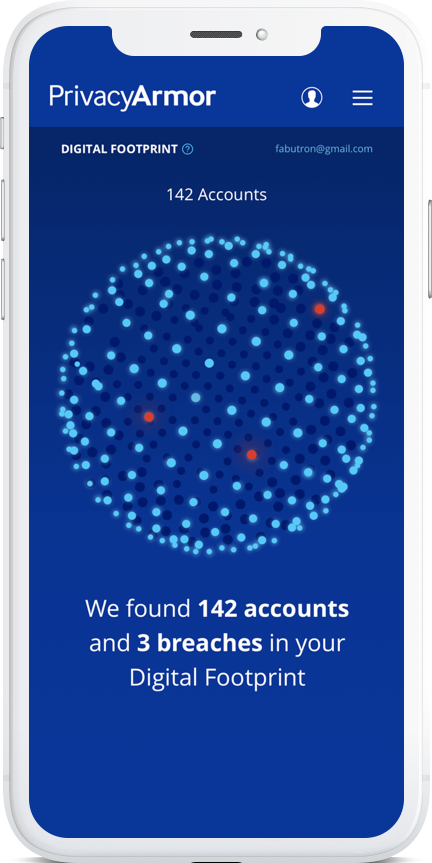 PrivacyArmor
DIGITAL FOOTPRINT ?
fabutron@gmail.com
142 Accounts
We found 142 accounts
and 3 breaches in your
Digital Footprint